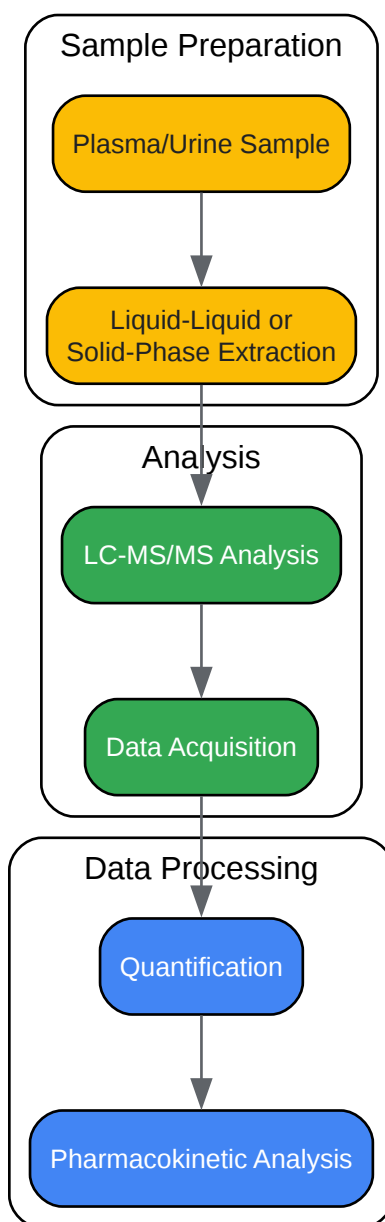 Sample Preparation
Plasma/Urine Sample
Liquid-Liquid or
Solid-Phase Extraction
Analysis
LC-MS/MS Analysis
Data Acquisition
Data Processing
Quantification
Pharmacokinetic Analysis